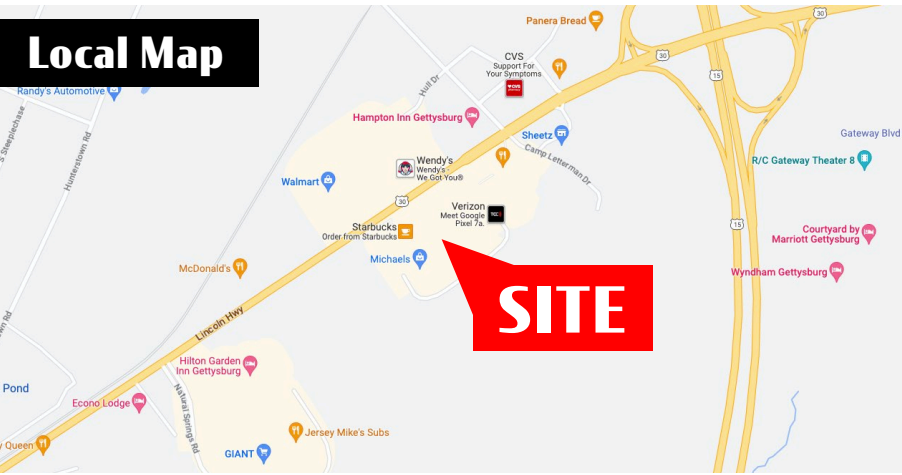 Local Map
30
Panera Bread
30
CVS
Support For
Your Symptoms
15
Randy's Automotive
Hull Dr
Steeplechase
Hunterstown Rd
Hampton Inn Gettysburg
Sheetz
Gateway Blvd
Camp Letterman Dr
R/C Gateway Theater 8
Wendy's
Wendy's -
We Got You®
Walmart
30
Verizon
Meet Google
Pixel 7a.
Starbucks
Order from Starbucks
15
Courtyard by
Marriott Gettysburg
Michaels
McDonald's
Wyndham Gettysburg
SITE
Lincoln Hwy
Hilton Garden
Inn Gettysburg
Pond
Econo Lodge
Natural Springs Rd
Jersey Mike's Subs
Queen
GIANT